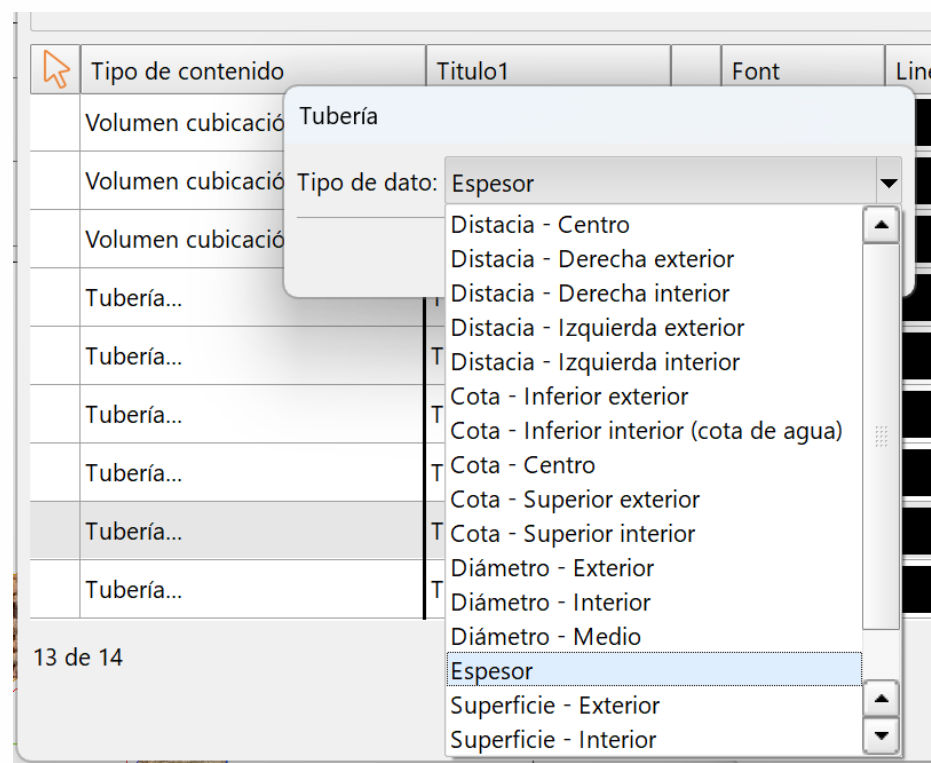 Tipo de contenido Titulo1 Font Line
Volumen cubicació
Tubería
Volumen cubicació Tipo de dato: Espesor
Volumen cubicació
Tubería...
Tubería...
Tubería...
Tubería...
Tubería...
Tubería...
Distacia - Centro
Distacia - Derecha exterior
Distacia - Derecha interior
Distacia - Izquierda exterior
Distacia - Izquierda interior
Cota - Inferior exterior
Cota - Inferior interior (cota de agua)
Cota - Centro
Cota - Superior exterior
Cota - Superior interior
Diámetro - Exterior
Diámetro - Interior
Diámetro - Medio
Espesor
Superficie - Exterior
Superficie - Interior
13 de 14